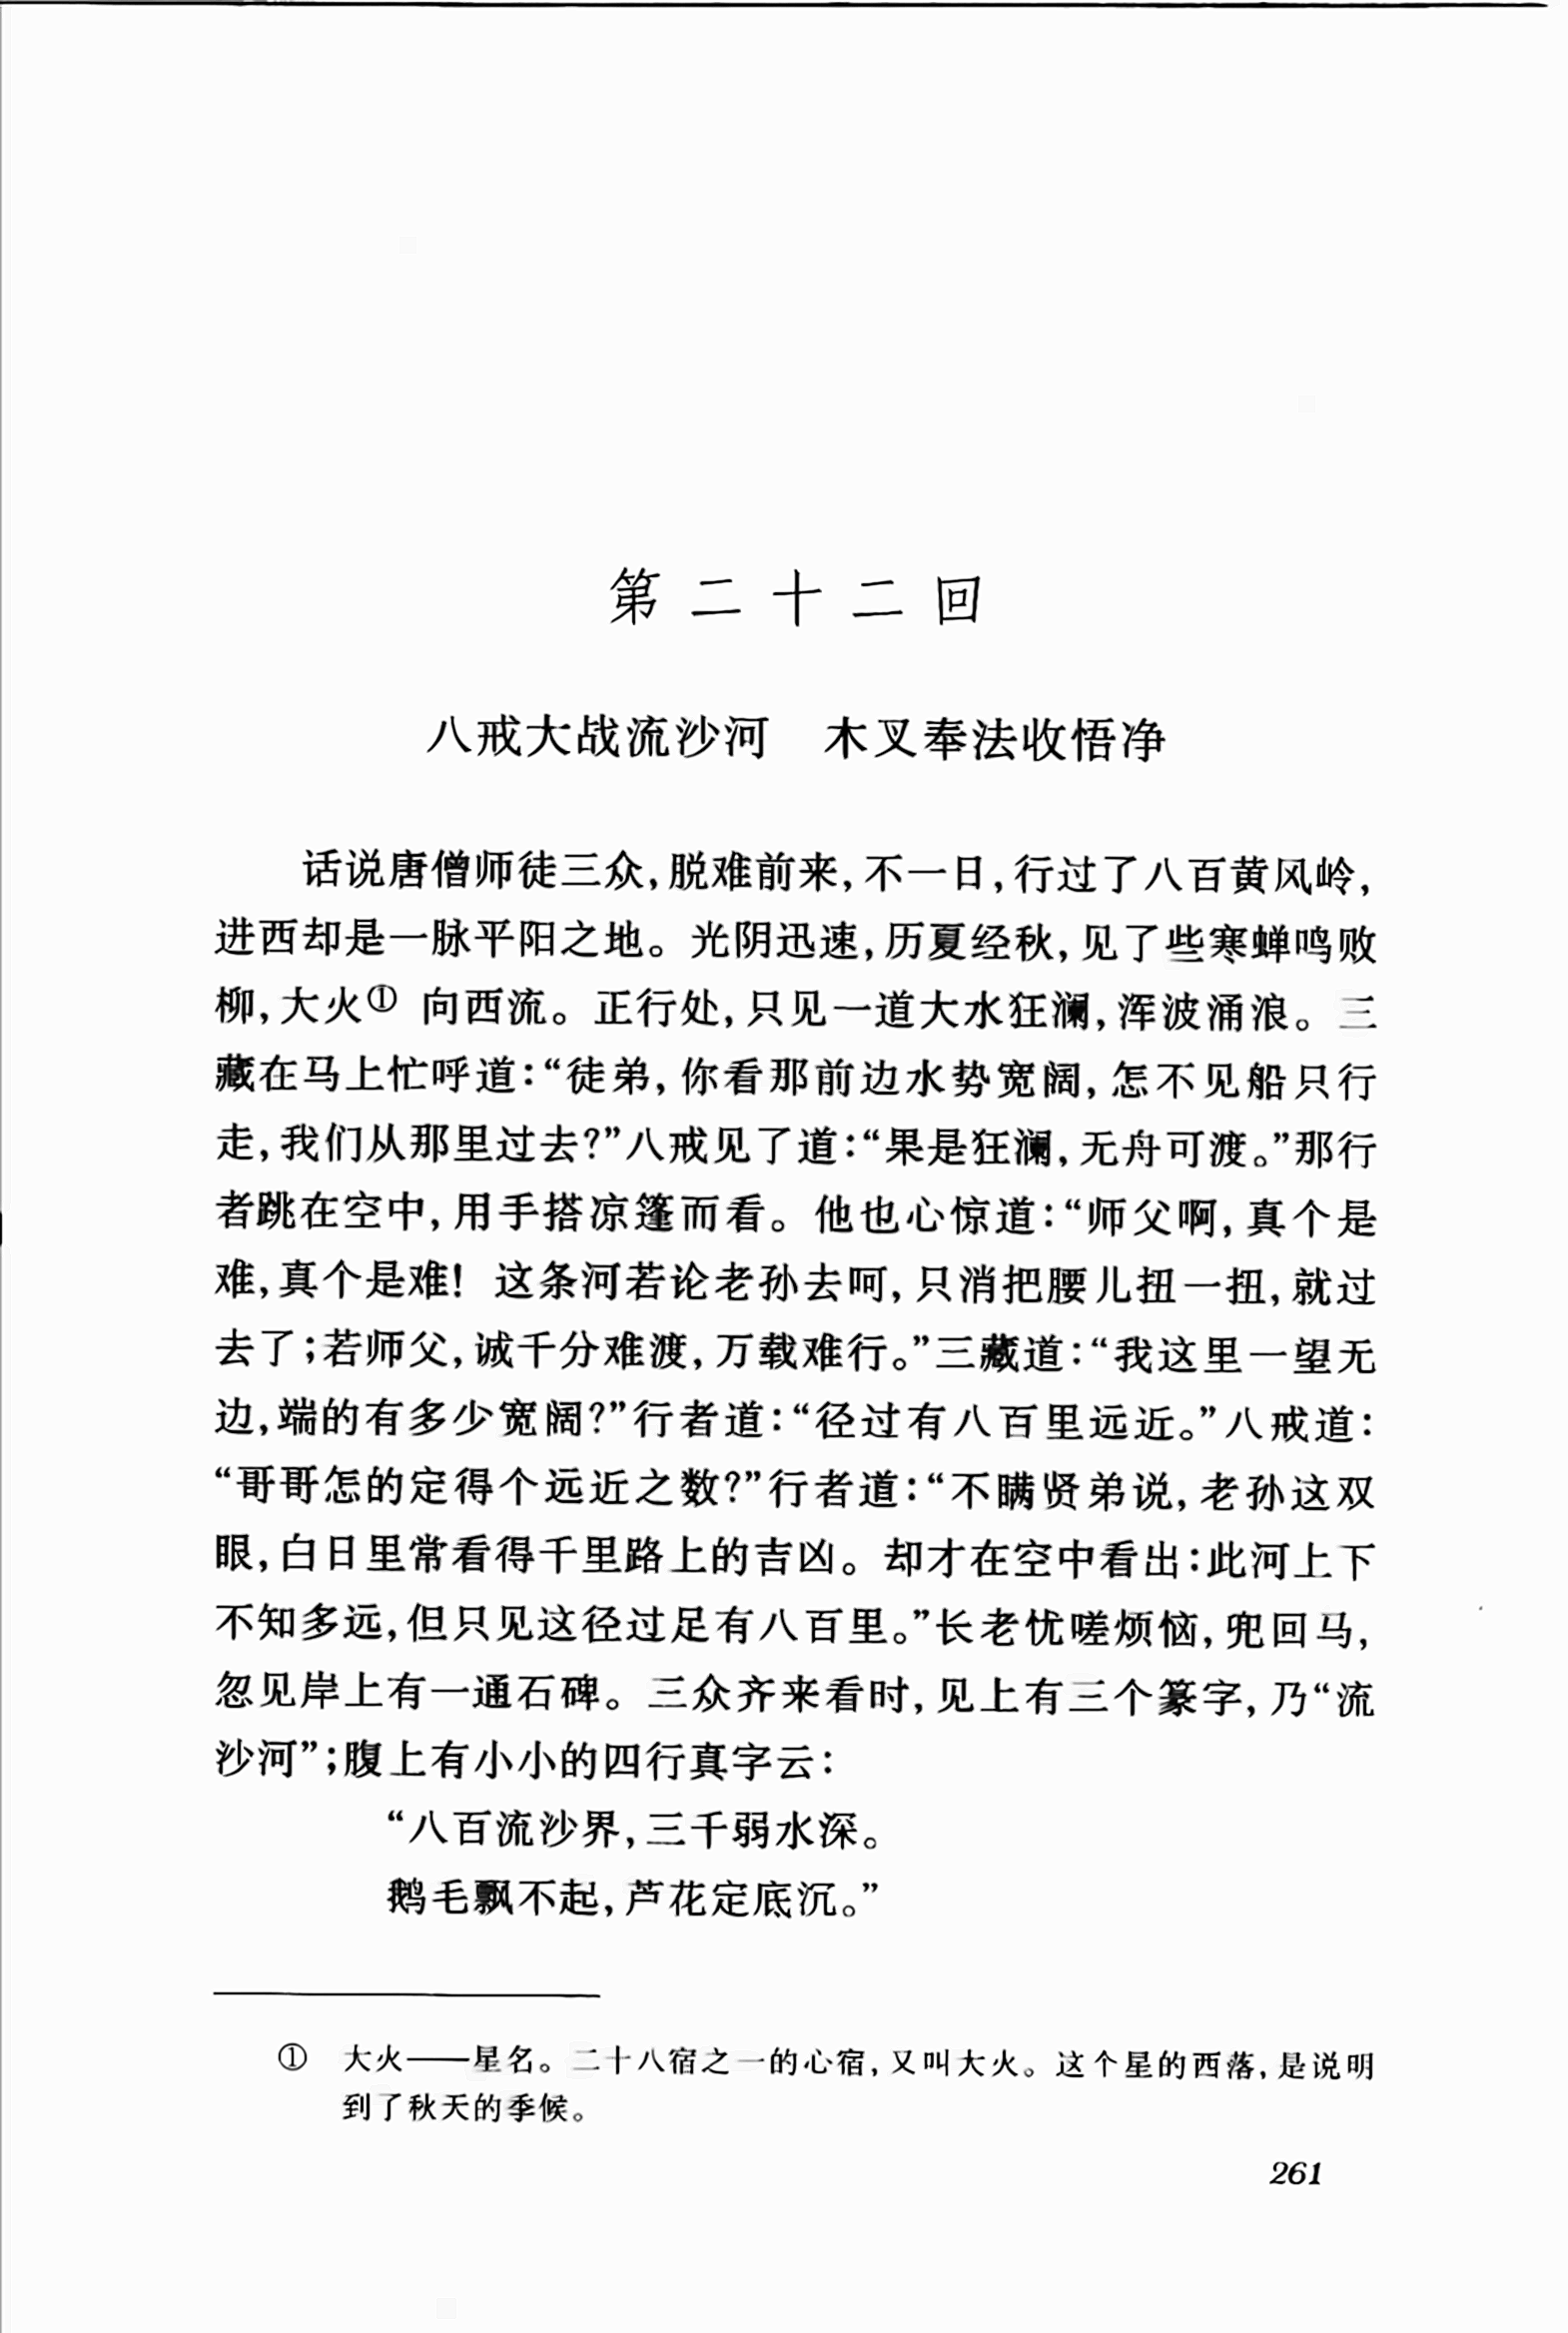 第二十二回
八戒大战流沙河　木叉奉法收悟净
话说唐僧师徒三众,脱难前来,不一日,行过了八百黄风岭,
进西却是一脉平阳之地。光阴迅速,历夏经秋,见了些寒蝉鸣败
柳,大火① 向西流。正行处,只见一道大水狂澜,浑波涌浪。三
藏在马上忙呼道:“徒弟,你看那前边水势宽阔,怎不见船只行
走,我们从那里过去?”八戒见了道:“果是狂澜,无舟可渡。”那行
者跳在空中,用手搭凉篷而看。他也心惊道:“师父啊,真个是
难,真个是难! 这条河若论老孙去呵,只消把腰儿扭一扭,就过
去了;若师父,诚千分难渡,万载难行。”三藏道:“我这里一望无
边,端的有多少宽阔?”行者道:“径过有八百里远近。”八戒道:
“哥哥怎的定得个远近之数?”行者道:“不瞒贤弟说,老孙这双
眼,白日里常看得千里路上的吉凶。却才在空中看出:此河上下
不知多远,但只见这径过足有八百里。”长老忧嗟烦恼,兜回马,
忽见岸上有一通石碑。三众齐来看时,见上有三个篆字,乃“流
沙河”;腹上有小小的四行真字云:
“八百流沙界,三千弱水深。
鹅毛飘不起,芦花定底沉。”
① 大火——星名。二十八宿之一的心宿,又叫大火。这个星的西落,是说明
到了秋天的季候。
261